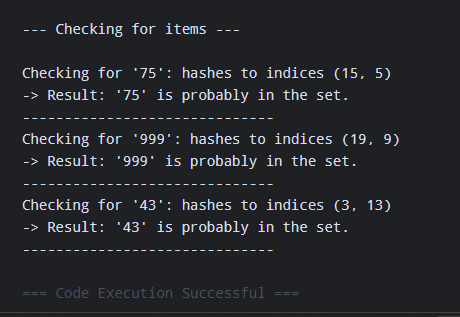 --- Checking for items ---
Checking for '75': hashes to indices (15, 5)
-> Result: '75' is probably in the set.
------------------------------
Checking for '999': hashes to indices (19, 9)
-> Result: '999' is probably in the set.
------------------------------
Checking for '43': hashes to indices (3, 13)
-> Result: '43' is probably in the set.
------------------------------
=== Code Execution Successful ===